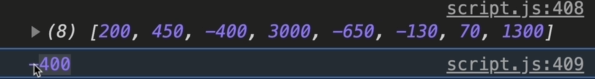 script.js:408
▶ (8) [200, 450, −400, 3000, −650, −130, 70, 1300]
-400 script.js:409